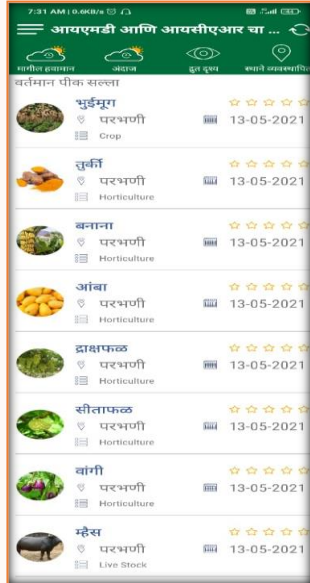 7:31 AM | 0.6KB/s
आयएमडी आणि आयसीएआर चा ...
मागील हवामान अंदाज द्रुत दृश्य स्थाने व्यवस्थापित
वर्तमान पीक सल्ला
भुईमूग
परभणी 13-05-2021
Crop
तुर्की
परभणी 13-05-2021
Horticulture
बनाना
परभणी 13-05-2021
Horticulture
आंबा
परभणी 13-05-2021
Horticulture
द्राक्षफळ
परभणी 13-05-2021
Horticulture
सीताफळ
परभणी 13-05-2021
Horticulture
वांगी
परभणी 13-05-2021
Horticulture
म्हैस
परभणी 13-05-2021
Live Stock